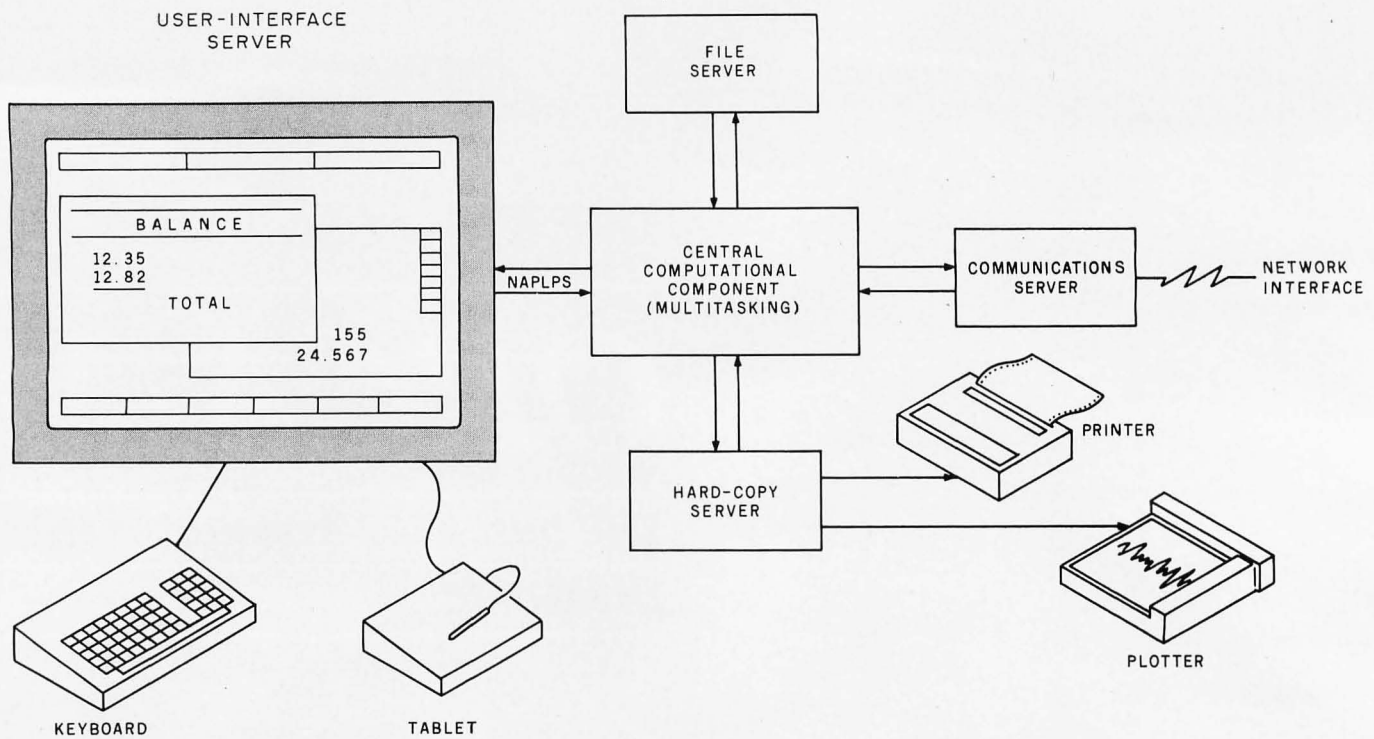 USER-INTERFACE
SERVER
FILE
SERVER
BALANCE
12.35
12.82
TOTAL
155
24.567
NAPLPS
CENTRAL
COMPUTATIONAL
COMPONENT
(MULTITASKING)
COMMUNICATIONS
SERVER
NETWORK
INTERFACE
PRINTER
HARD-COPY
SERVER
PLOTTER
KEYBOARD
TABLET